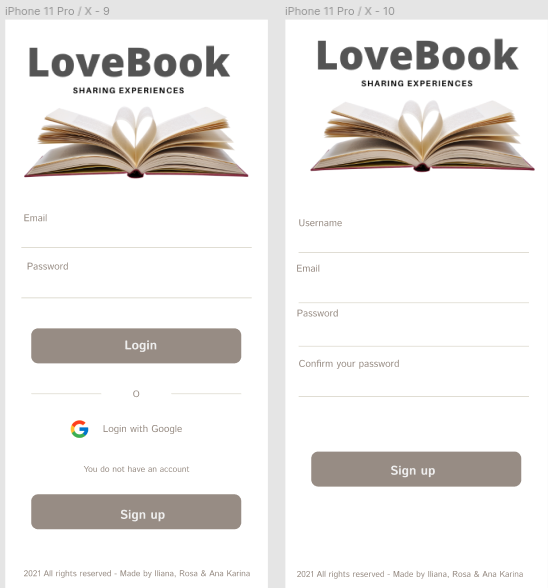 iPhone 11 Pro / X - 9
LoveBook
SHARING EXPERIENCES
Email
Password
Login
O
Login with Google
You do not have an account
Sign up
2021 All rights reserved - Made by Iliana, Rosa & Ana Karina
iPhone 11 Pro / X - 10
LoveBook
SHARING EXPERIENCES
Username
Email
Password
Confirm your password
Sign up
2021 All rights reserved - Made by Iliana, Rosa & Ana Karina